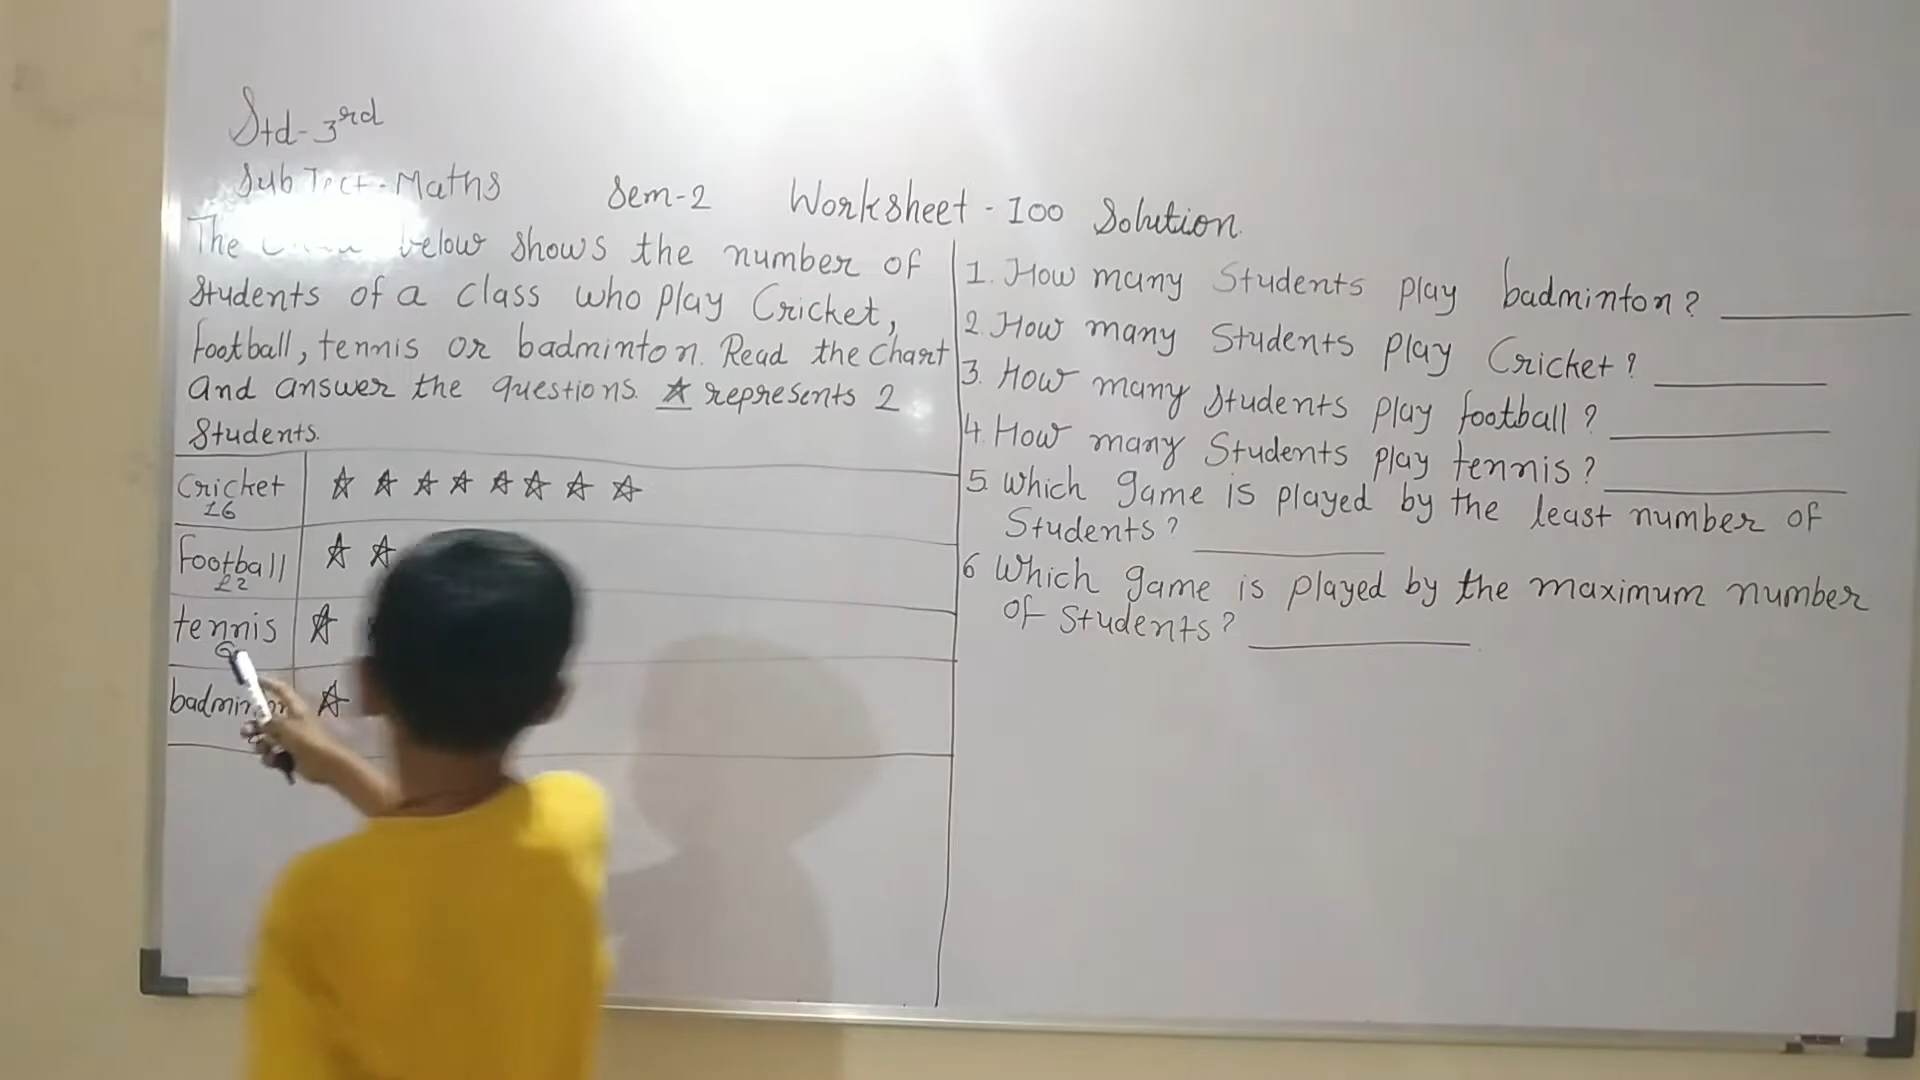 Std-3rd
Subject-Maths Sem-2 Worksheet-100 Solution.
The below shows the number of
Students of a class who play Cricket,
football, tennis or badminton. Read the Chart
and answer the questions. ☆ represents 2
Students.
Cricket ☆ ☆ ☆ ☆ ☆ ☆ ☆ ☆
16
Football ☆ ☆
12
tennis ☆
6
☆
1. How many Students play badminton?
2. How many Students play Cricket?
3. How many Students play football?
4. How many Students play tennis?
5 Which game is played by the least number of
Students?
6 Which game is played by the maximum number
of Students?